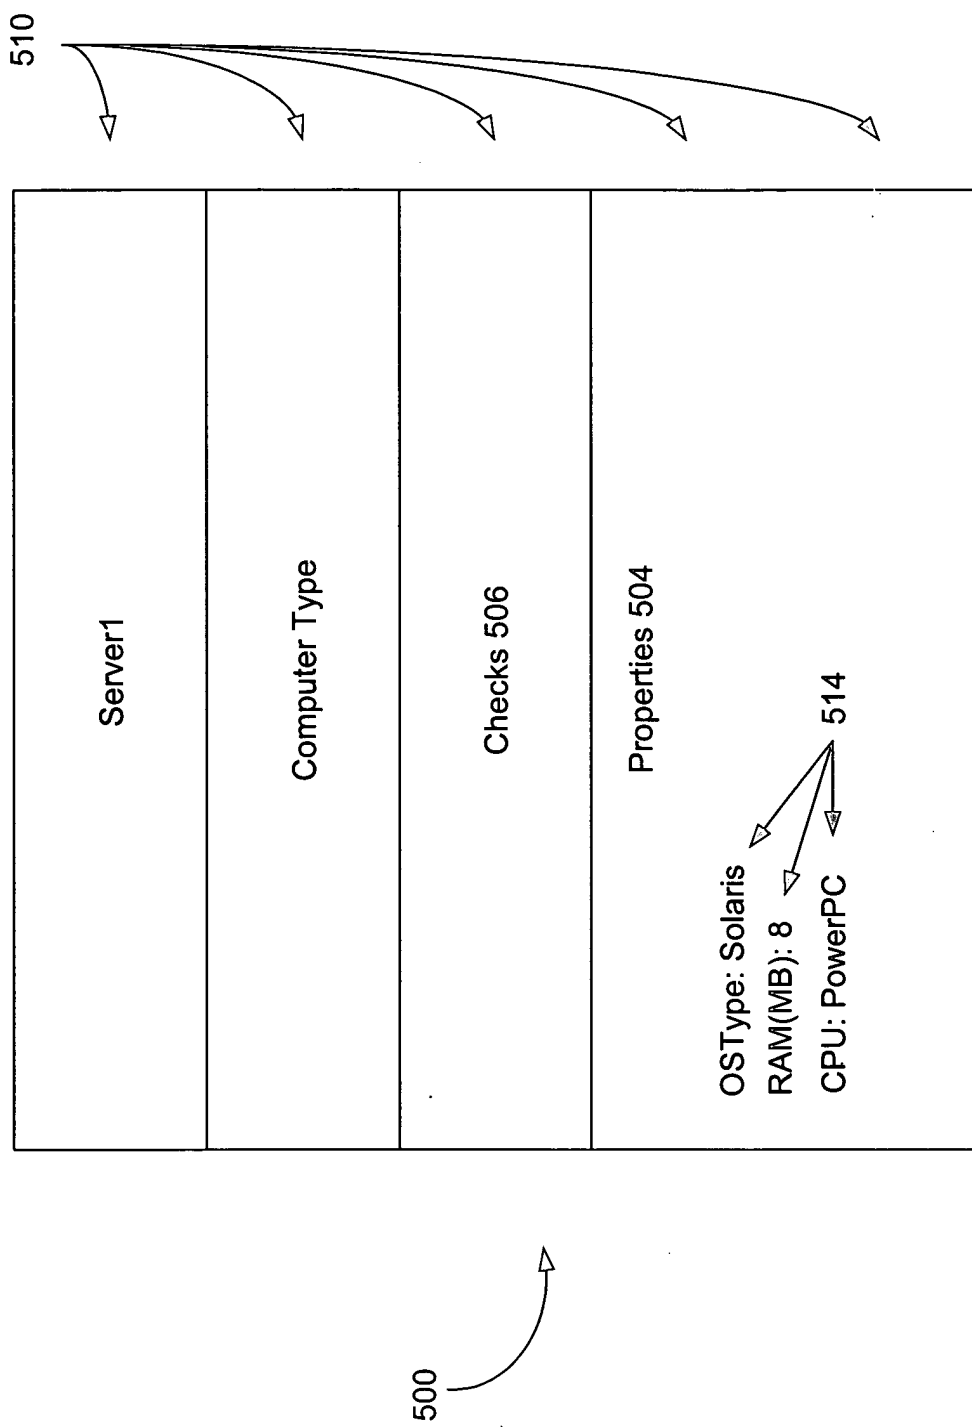 510
Server1
Computer Type
Checks 506
Properties 504
OSType: Solaris
RAM(MB): 8
CPU: PowerPC
514
500